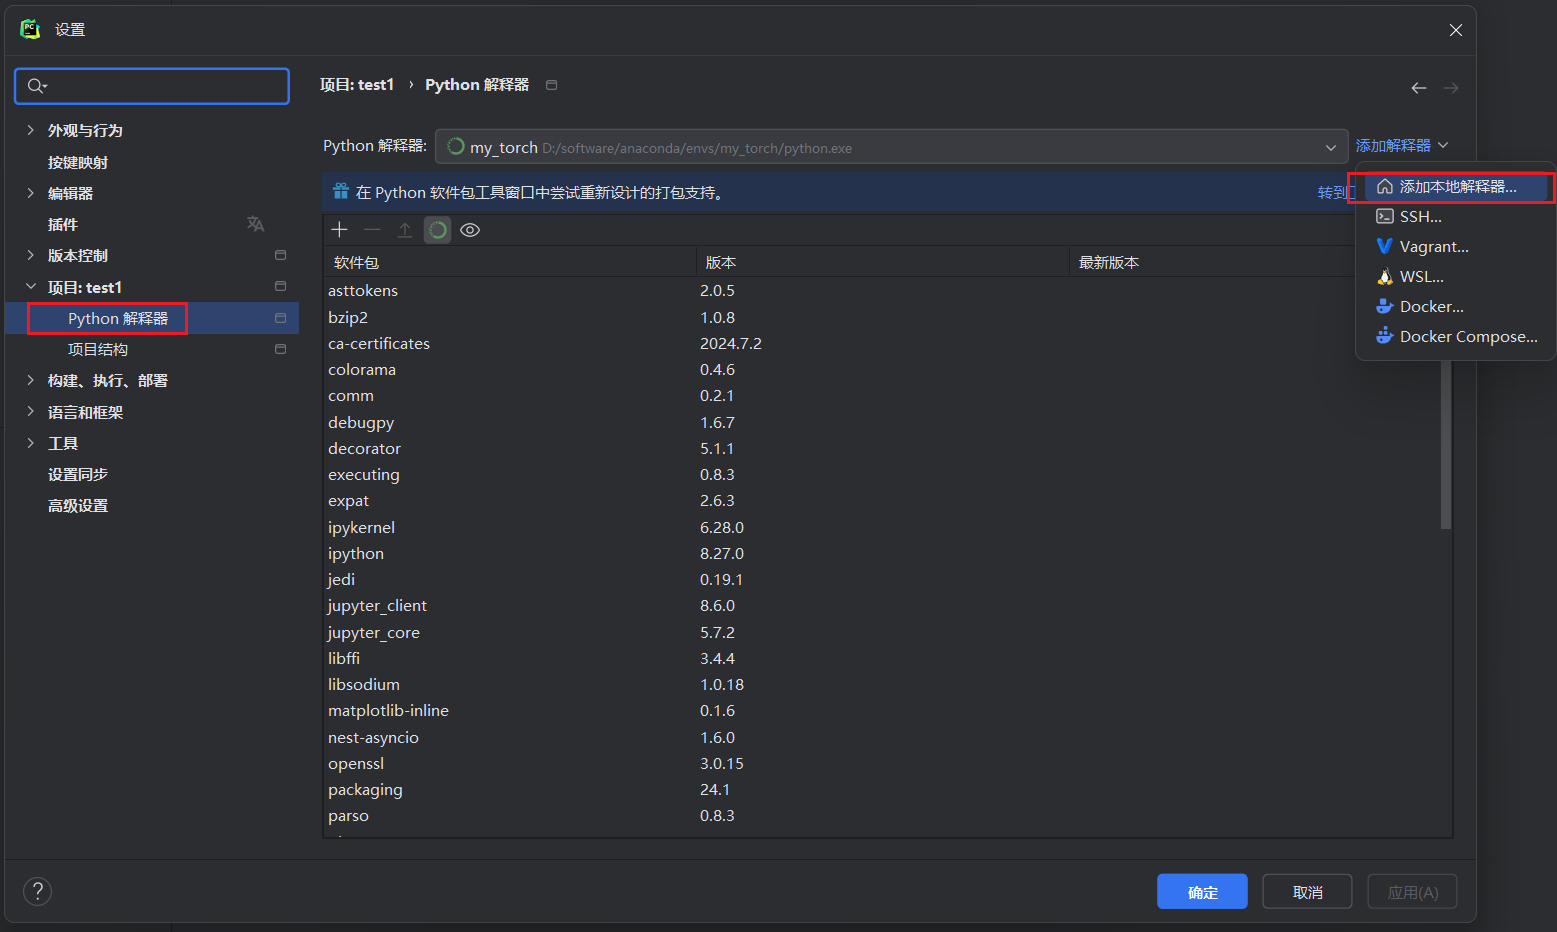 设置
项目: test1 › Python 解释器
外观与行为
按键映射
编辑器
插件
版本控制
项目: test1
Python 解释器
项目结构
构建、执行、部署
语言和框架
工具
设置同步
高级设置
Python 解释器: my_torch D:/software/anaconda/envs/my_torch/python.exe 添加解释器
在 Python 软件包工具窗口中尝试重新设计的打包支持。 转到
添加本地解释器...
SSH...
Vagrant...
WSL...
Docker...
Docker Compose...
软件包 版本 最新版本
asttokens 2.0.5
bzip2 1.0.8
ca-certificates 2024.7.2
colorama 0.4.6
comm 0.2.1
debugpy 1.6.7
decorator 5.1.1
executing 0.8.3
expat 2.6.3
ipykernel 6.28.0
ipython 8.27.0
jedi 0.19.1
jupyter_client 8.6.0
jupyter_core 5.7.2
libffi 3.4.4
libsodium 1.0.18
matplotlib-inline 0.1.6
nest-asyncio 1.6.0
openssl 3.0.15
packaging 24.1
parso 0.8.3
? 确定 取消 应用(A)